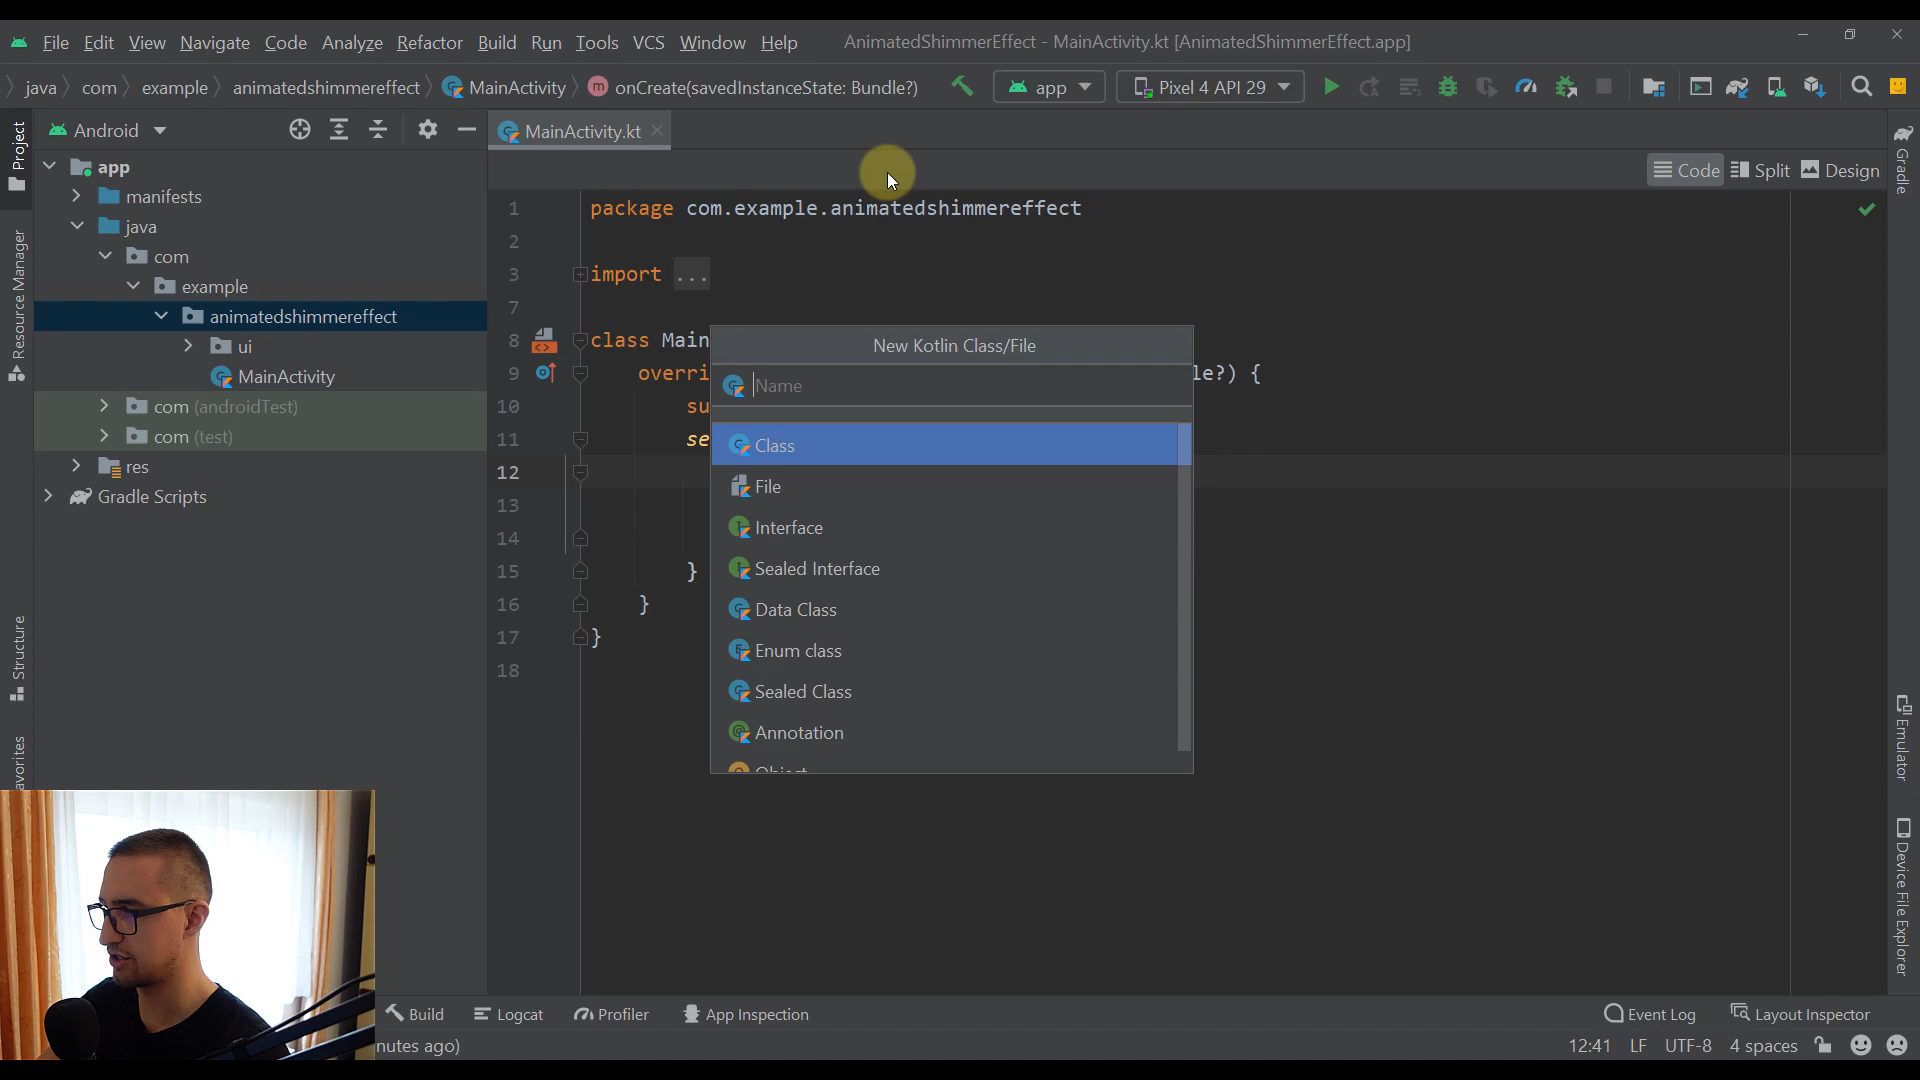 File Edit View Navigate Code Analyze Refactor Build Run Tools VCS Window Help AnimatedShimmerEffect - MainActivity.kt [AnimatedShimmerEffect.app]
java com example animatedshimmereffect MainActivity onCreate(savedInstanceState: Bundle?) app Pixel 4 API 29
Project
Resource Manager
Structure
Android
app
manifests
java
com
example
animatedshimmereffect
ui
MainActivity
com (androidTest)
com (test)
res
Gradle Scripts
MainActivity.kt
Code Split Design
1 package com.example.animatedshimmereffect
2
3 import ...
7
8 class Main
9 overri le?) {
10 su
11 se
12
13
14
15 }
16 }
17 }
18
New Kotlin Class/File
Name
Class
File
Interface
Sealed Interface
Data Class
Enum class
Sealed Class
Annotation
Gradle
Emulator
Device File Explorer
Build Logcat Profiler App Inspection Event Log Layout Inspector
nutes ago) 12:41 LF UTF-8 4 spaces